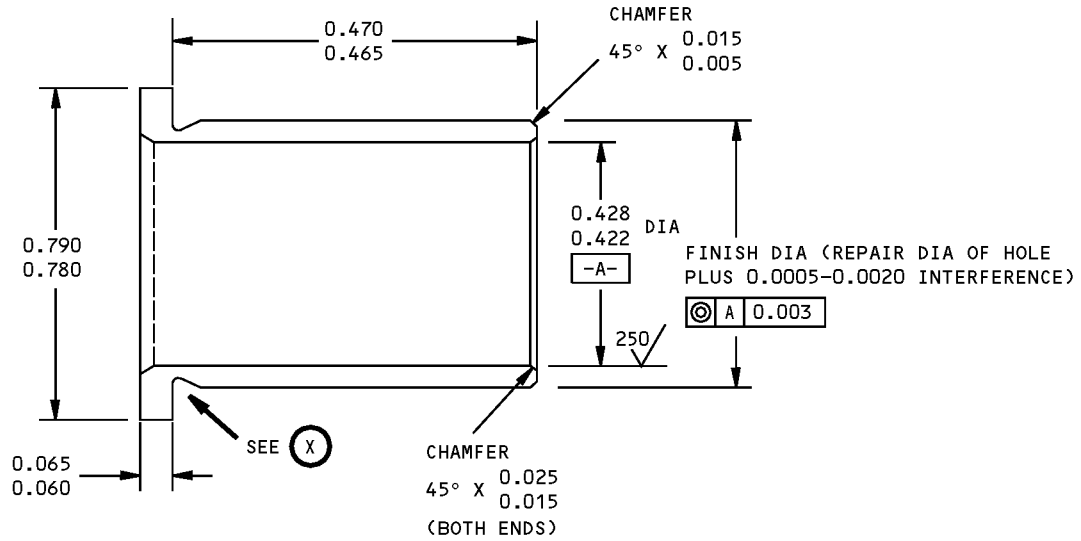 CHAMFER
45° X 0.015
0.005
0.470
0.465
0.790
0.780
0.428
0.422 DIA
-A-
FINISH DIA (REPAIR DIA OF HOLE
PLUS 0.0005-0.0020 INTERFERENCE)
◎ A 0.003
250
SEE X
0.065
0.060
CHAMFER
45° X 0.025
0.015
(BOTH ENDS)